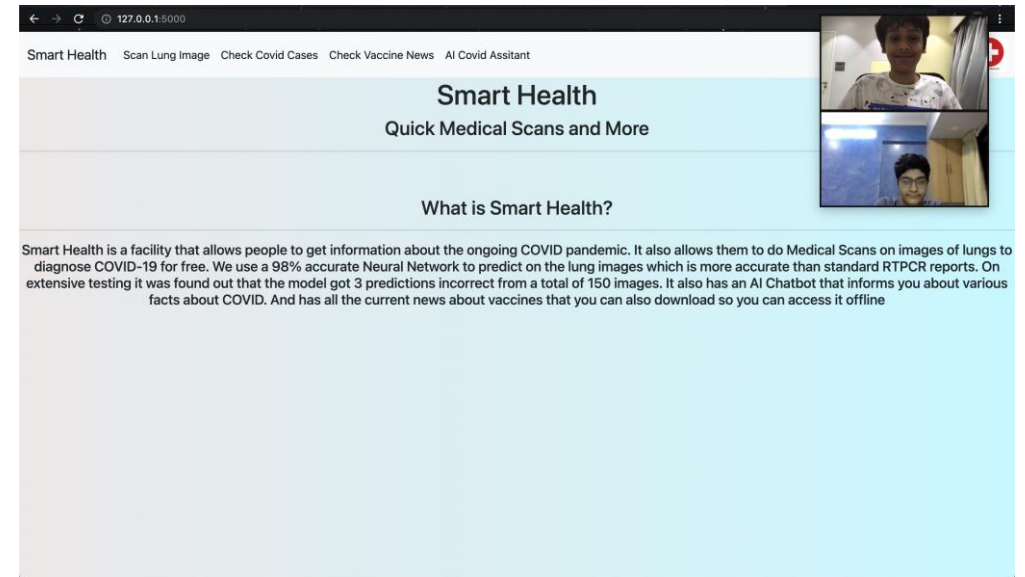 127.0.0.1:5000
Smart Health Scan Lung Image Check Covid Cases Check Vaccine News AI Covid Assitant
Smart Health
Quick Medical Scans and More
What is Smart Health?
Smart Health is a facility that allows people to get information about the ongoing COVID pandemic. It also allows them to do Medical Scans on images of lungs to
diagnose COVID-19 for free. We use a 98% accurate Neural Network to predict on the lung images which is more accurate than standard RTPCR reports. On
extensive testing it was found out that the model got 3 predictions incorrect from a total of 150 images. It also has an AI Chatbot that informs you about various
facts about COVID. And has all the current news about vaccines that you can also download so you can access it offline